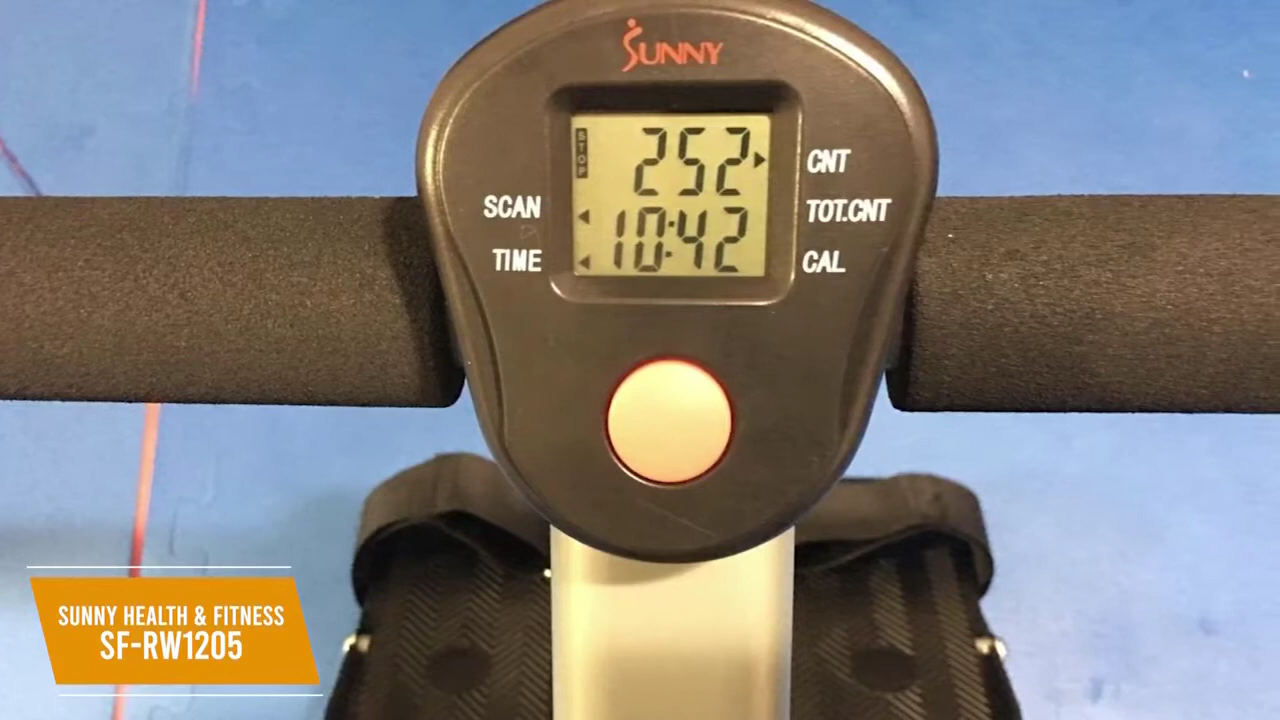 SUNNY
STOP
252
CNT
SCAN
10:42
TOT.CNT
TIME
CAL
SUNNY HEALTH & FITNESS
SF-RW1205